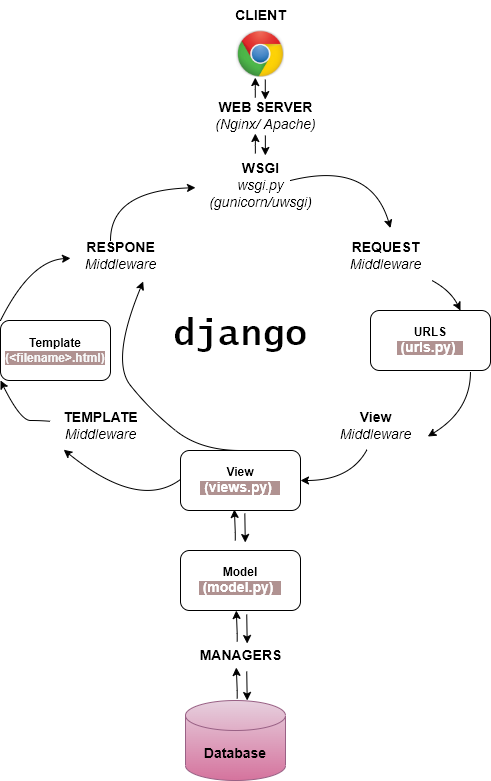 CLIENT
WEB SERVER
(Nginx/ Apache)
WSGI
wsgi.py
(gunicorn/uwsgi)
RESPONE
Middleware
REQUEST
Middleware
django
Template
(<filename>.html)
URLS
(urls.py)
TEMPLATE
Middleware
View
Middleware
View
(views.py)
Model
(model.py)
MANAGERS
Database